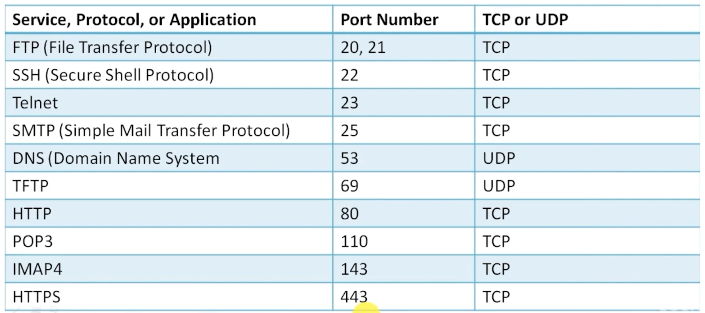 Service, Protocol, or Application Port Number TCP or UDP
FTP (File Transfer Protocol) 20, 21 TCP
SSH (Secure Shell Protocol) 22 TCP
Telnet 23 TCP
SMTP (Simple Mail Transfer Protocol) 25 TCP
DNS (Domain Name System 53 UDP
TFTP 69 UDP
HTTP 80 TCP
POP3 110 TCP
IMAP4 143 TCP
HTTPS 443 TCP